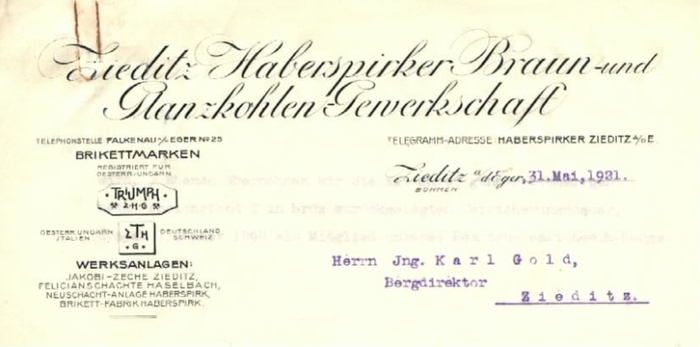 Zieditz Haberspirker Braun- und
Glanzkohlen-Gewerkschaft
TELEPHONSTELLE FALKENAU A/EGER No 25
BRIKETTMARKEN
REGISTRIERT FÜR
OESTERR-UNGARN
TRIUMPH
Z·H·G
OESTERR.UNGARN
ITALIEN
ZTH
G
DEUTSCHLAND
SCHWEIZ
WERKSANLAGEN:
JAKOBI-ZECHE ZIEDITZ,
FELICIANSCHÄCHTE HASELBACH,
NEUSCHACHT-ANLAGE HABERSPIRK,
BRIKETT-FABRIK HABERSPIRK.
TELEGRAMM-ADRESSE HABERSPIRKER ZIEDITZ A/D E.
Zieditz a/d Eger, 31.Mai,1921.
BÖHMEN
Herrn Jng. Karl Gold,
Bergdirektor
Zieditz.